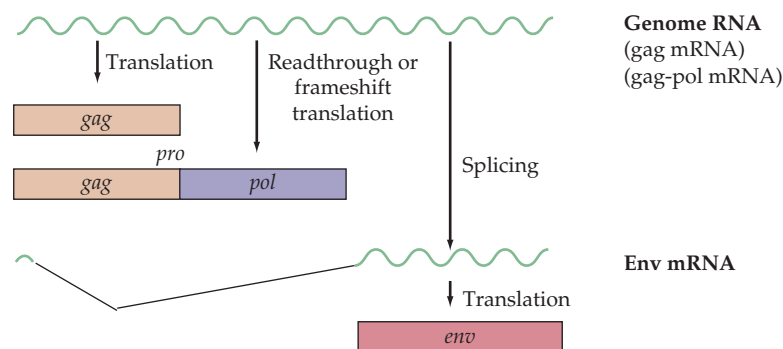 Genome RNA
(gag mRNA)
(gag-pol mRNA)
Translation
Readthrough or
frameshift
translation
gag
pro
gag
pol
Splicing
Env mRNA
Translation
env